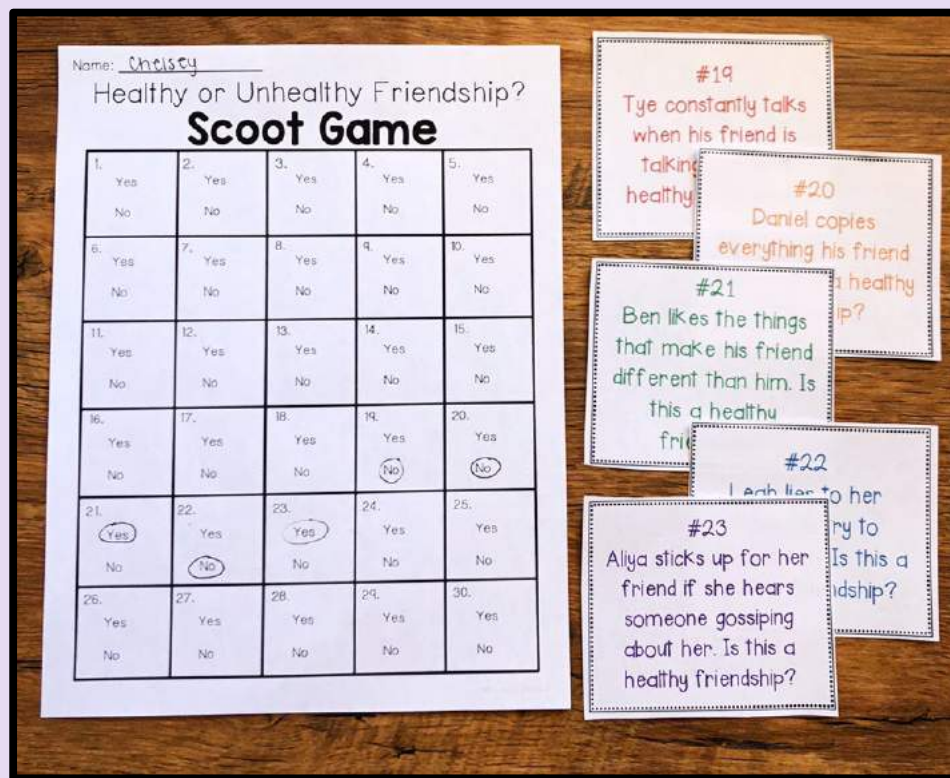 Name: Chelsey
Healthy or Unhealthy Friendship?
Scoot Game
1. 2. 3. 4. 5.
Yes Yes Yes Yes Yes
No No No No No
6. 7. 8. 9. 10.
Yes Yes Yes Yes Yes
No No No No No
11. 12. 13. 14. 15.
Yes Yes Yes Yes Yes
No No No No No
16. 17. 18. 19. 20.
Yes Yes Yes Yes Yes
No No No No No
21. 22. 23. 24. 25.
Yes Yes Yes Yes Yes
No No No No No
26. 27. 28. 29. 30.
Yes Yes Yes Yes Yes
No No No No No
#19
Tye constantly talks
when his friend is
healthy
#20
Daniel copies
everything his friend
healthy
#21
Ben likes the things
that make his friend
different than him. Is
this a healthy
#22
Leah lies to her
to
Is this a
#23
Aliya sticks up for her
friend if she hears
someone gossiping
about her. Is this a
healthy friendship?